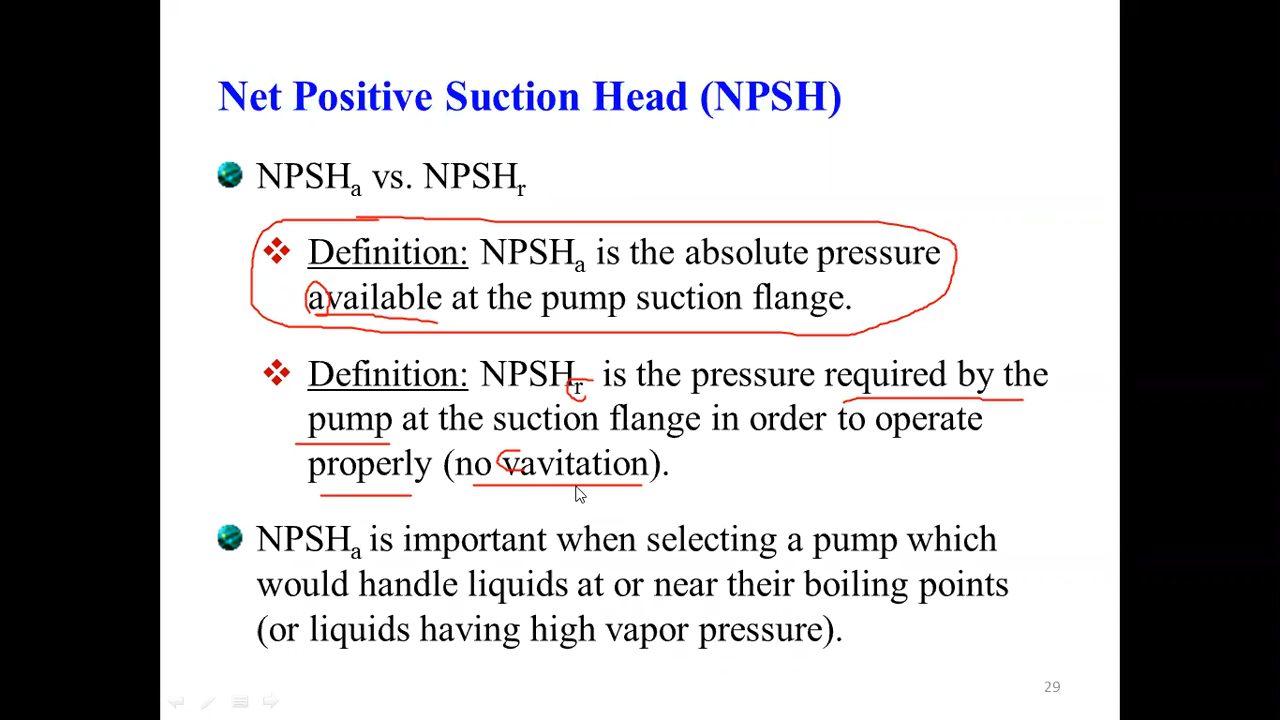 Net Positive Suction Head (NPSH)
NPSHa vs. NPSHr
Definition: NPSHa is the absolute pressure
available at the pump suction flange.
Definition: NPSHr is the pressure required by the
pump at the suction flange in order to operate
properly (no vavitation).
NPSHa is important when selecting a pump which
would handle liquids at or near their boiling points
(or liquids having high vapor pressure).
29